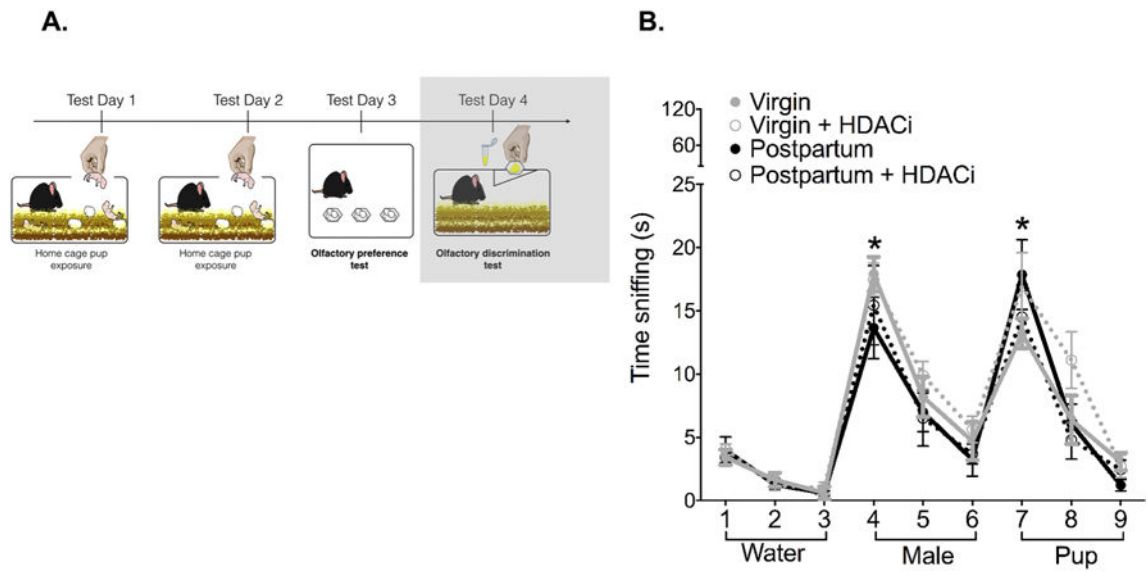 A.
Test Day 1 Test Day 2 Test Day 3 Test Day 4
Home cage pup
exposure
Home cage pup
exposure
Olfactory preference
test
Olfactory discrimination
test
B.
Virgin
Virgin + HDACi
Postpartum
Postpartum + HDACi
Time sniffing (s)
120
60
25
20
15
10
5
0
* *
1 2 3 4 5 6 7 8 9
Water Male Pup